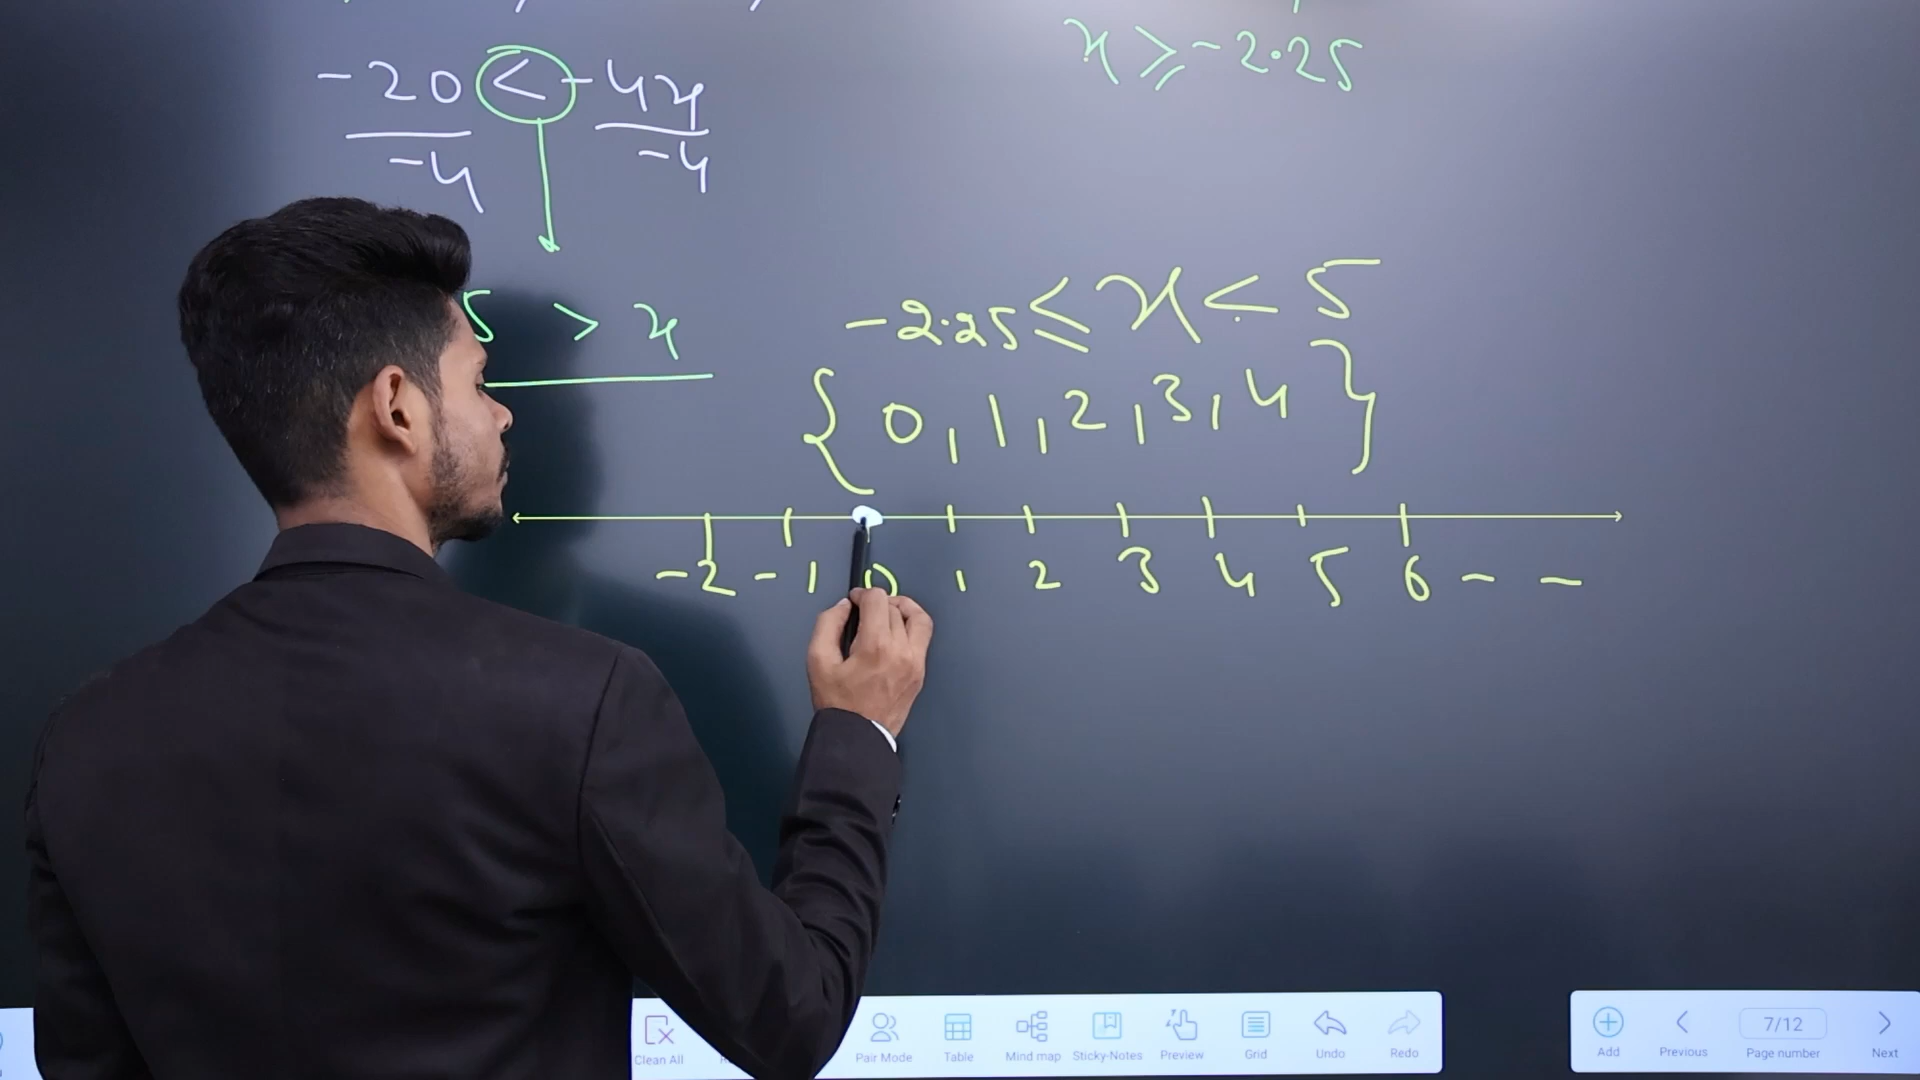 x ≥ -2.25
-20 < -4x
-4 -4
5 > x
-2.25 ≤ x < 5
{ 0, 1, 2, 3, 4 }
-2 -1 0 1 2 3 4 5 6 - -
Clean All Pair Mode Table Mind map Sticky-Notes Preview Grid Undo Redo Add Previous 7/12 Page number Next